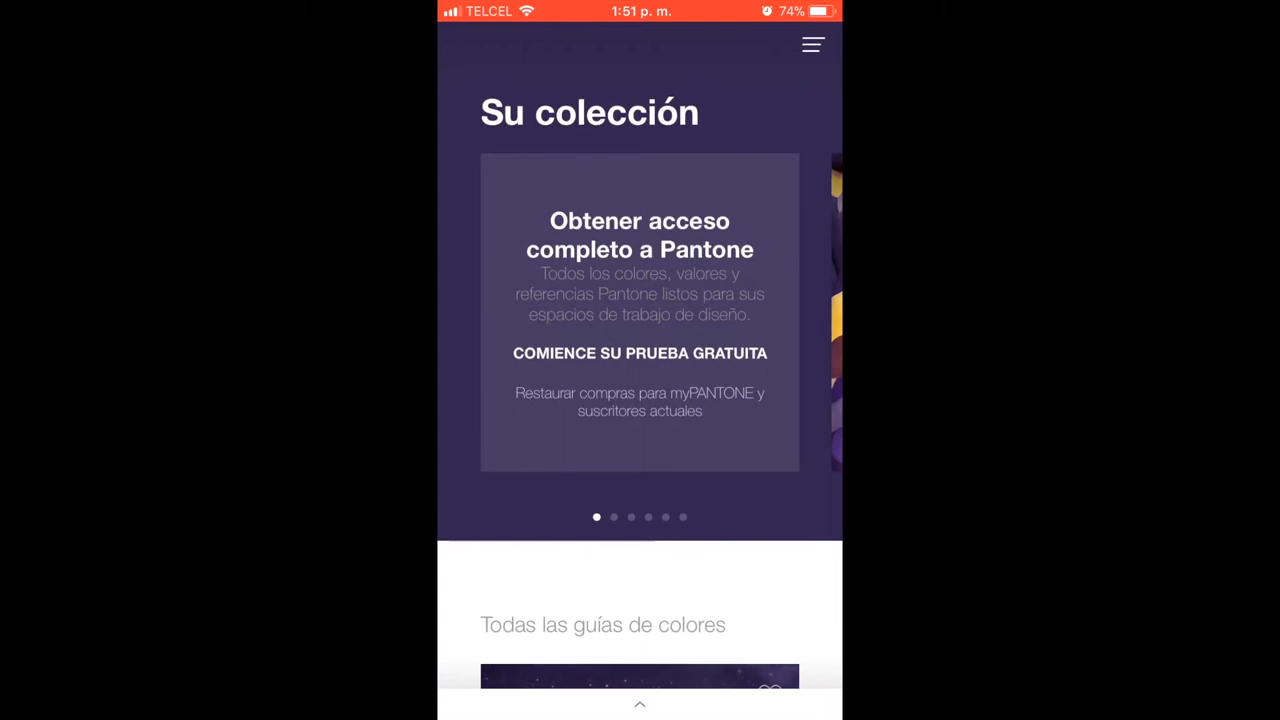 TELCEL 1:51 p. m. 74%
Su colección
Obtener acceso
completo a Pantone
Todos los colores, valores y
referencias Pantone listos para sus
espacios de trabajo de diseño.
COMIENCE SU PRUEBA GRATUITA
Restaurar compras para myPANTONE y
suscritores actuales
Todas las guías de colores